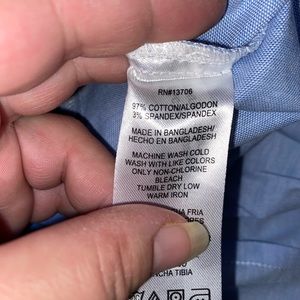 RN#13706
97% COTTON/ALGODON
3% SPANDEX/SPANDEX
MADE IN BANGLADESH/
HECHO EN BANGLADESH
MACHINE WASH COLD
WASH WITH LIKE COLORS
ONLY NON-CHLORINE
BLEACH
TUMBLE DRY LOW
WARM IRON
FRIA
TIBIA